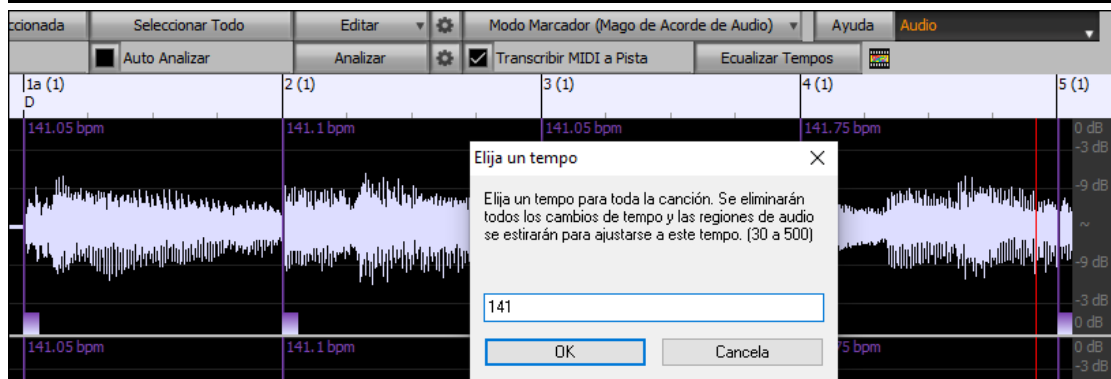 ccionada Seleccionar Todo Editar Modo Marcador (Mago de Acorde de Audio) Ayuda Audio
Auto Analizar Analizar Transcribir MIDI a Pista Ecualizar Tempos
1a (1) 2 (1) 3 (1) 4 (1) 5 (1)
D
141.05 bpm 141.1 bpm 141.05 bpm 141.75 bpm 0 dB
-3 dB
Elija un tempo
-9 dB
Elija un tempo para toda la canción. Se eliminarán
todos los cambios de tempo y las regiones de audio
se estirarán para ajustarse a este tempo. (30 a 500)
~
-9 dB
141
-3 dB
0 dB
OK Cancela
141.05 bpm 141.1 bpm 75 bpm 0 dB
-3 dB